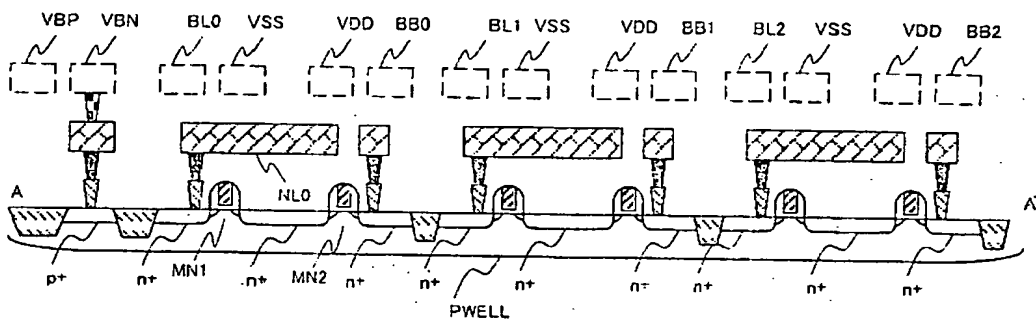 VBP VBN BL0 VSS VDD BB0 BL1 VSS VDD BB1 BL2 VSS VDD BB2
A NL0 A'
p+ n+ MN1 n+ MN2 n+ n+ n+ n+ n+ n+ n+
PWELL